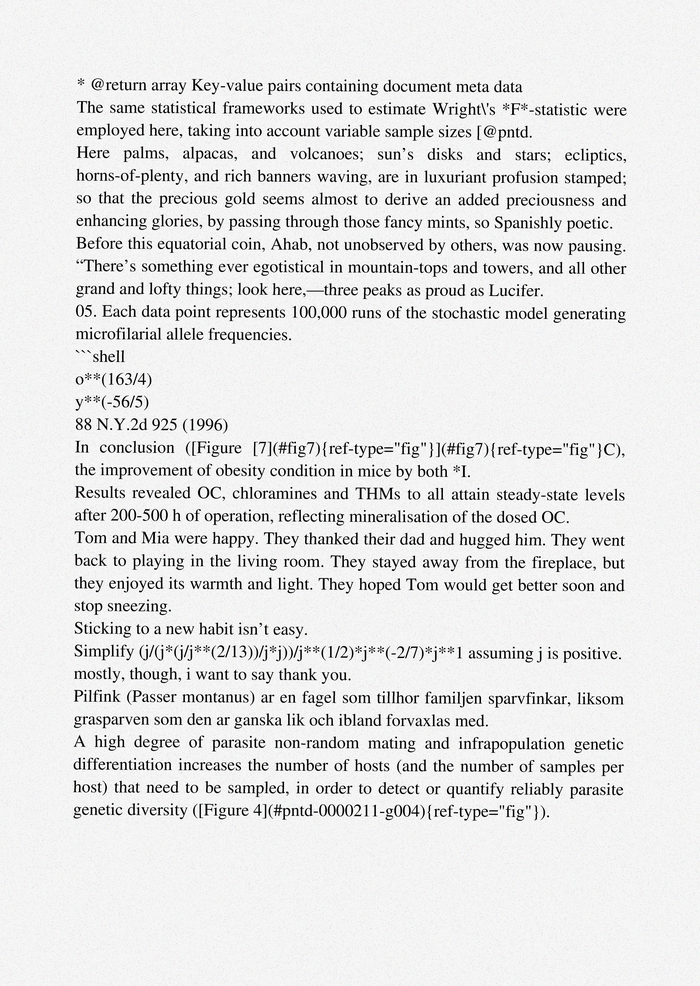 * @return array Key-value pairs containing document meta data
The same statistical frameworks used to estimate Wright\'s *F*-statistic were
employed here, taking into account variable sample sizes [@pntd.
Here palms, alpacas, and volcanoes; sun’s disks and stars; ecliptics,
horns-of-plenty, and rich banners waving, are in luxuriant profusion stamped;
so that the precious gold seems almost to derive an added preciousness and
enhancing glories, by passing through those fancy mints, so Spanishly poetic.
Before this equatorial coin, Ahab, not unobserved by others, was now pausing.
“There’s something ever egotistical in mountain-tops and towers, and all other
grand and lofty things; look here,—three peaks as proud as Lucifer.
05. Each data point represents 100,000 runs of the stochastic model generating
microfilarial allele frequencies.
```shell
o**(163/4)
y**(-56/5)
88 N.Y.2d 925 (1996)
In conclusion ([Figure [7](#fig7){ref-type="fig"}](#fig7){ref-type="fig"}C),
the improvement of obesity condition in mice by both *I.
Results revealed OC, chloramines and THMs to all attain steady-state levels
after 200-500 h of operation, reflecting mineralisation of the dosed OC.
Tom and Mia were happy. They thanked their dad and hugged him. They went
back to playing in the living room. They stayed away from the fireplace, but
they enjoyed its warmth and light. They hoped Tom would get better soon and
stop sneezing.
Sticking to a new habit isn’t easy.
Simplify (j/(j*(j/j**(2/13))/j*j))/j**(1/2)*j**(-2/7)*j**1 assuming j is positive.
mostly, though, i want to say thank you.
Pilfink (Passer montanus) ar en fagel som tillhor familjen sparvfinkar, liksom
grasparven som den ar ganska lik och ibland forvaxlas med.
A high degree of parasite non-random mating and infrapopulation genetic
differentiation increases the number of hosts (and the number of samples per
host) that need to be sampled, in order to detect or quantify reliably parasite
genetic diversity ([Figure 4](#pntd-0000211-g004){ref-type="fig"}).